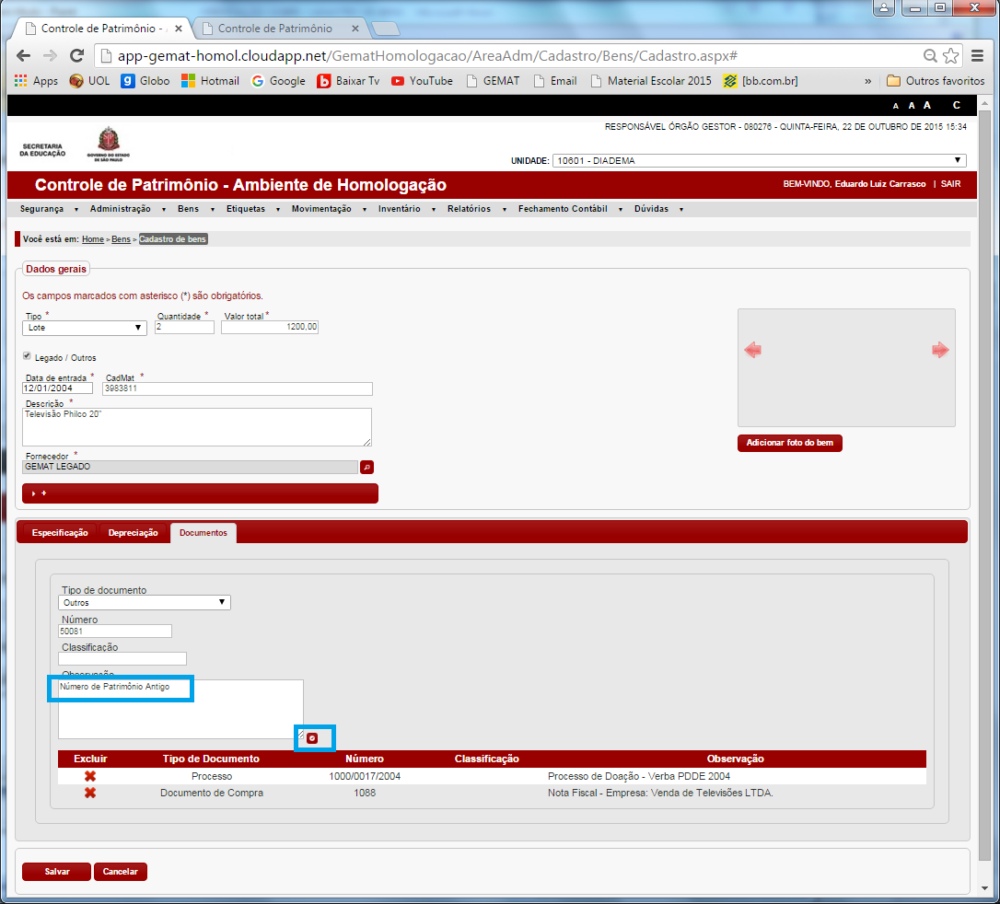 Controle de Patrimônio -
Controle de Patrimônio
app-gemat-homol.cloudapp.net/GematHomologacao/AreaAdm/Cadastro/Bens/Cadastro.aspx#
Apps UOL Globo Hotmail Google Baixar Tv YouTube GEMAT Email Material Escolar 2015 [bb.com.br] » Outros favoritos
A A A C
RESPONSÁVEL ÓRGÃO GESTOR - 080276 - QUINTA-FEIRA, 22 DE OUTUBRO DE 2015 15:34
SECRETARIA
DA EDUCAÇÃO
GOVERNO DO ESTADO
DE SÃO PAULO
UNIDADE: 10601 - DIADEMA
Controle de Patrimônio - Ambiente de Homologação
BEM-VINDO, Eduardo Luiz Carrasco | SAIR
Segurança Administração Bens Etiquetas Movimentação Inventário Relatórios Fechamento Contábil Dúvidas
Você está em: Home > Bens > Cadastro de bens
Dados gerais
Os campos marcados com asterisco (*) são obrigatórios.
Tipo * Quantidade * Valor total *
Lote 2 1200,00
Legado / Outros
Data de entrada * CadMat *
12/01/2004 3983811
Descrição *
Televisão Philco 20"
Fornecedor *
GEMAT LEGADO
+
Adicionar foto do bem
Especificação Depreciação Documentos
Tipo de documento
Outros
Número
50081
Classificação
Observação
Número de Patrimônio Antigo
Excluir Tipo de Documento Número Classificação Observação
Processo 1000/0017/2004 Processo de Doação - Verba PDDE 2004
Documento de Compra 1088 Nota Fiscal - Empresa: Venda de Televisões LTDA.
Salvar Cancelar